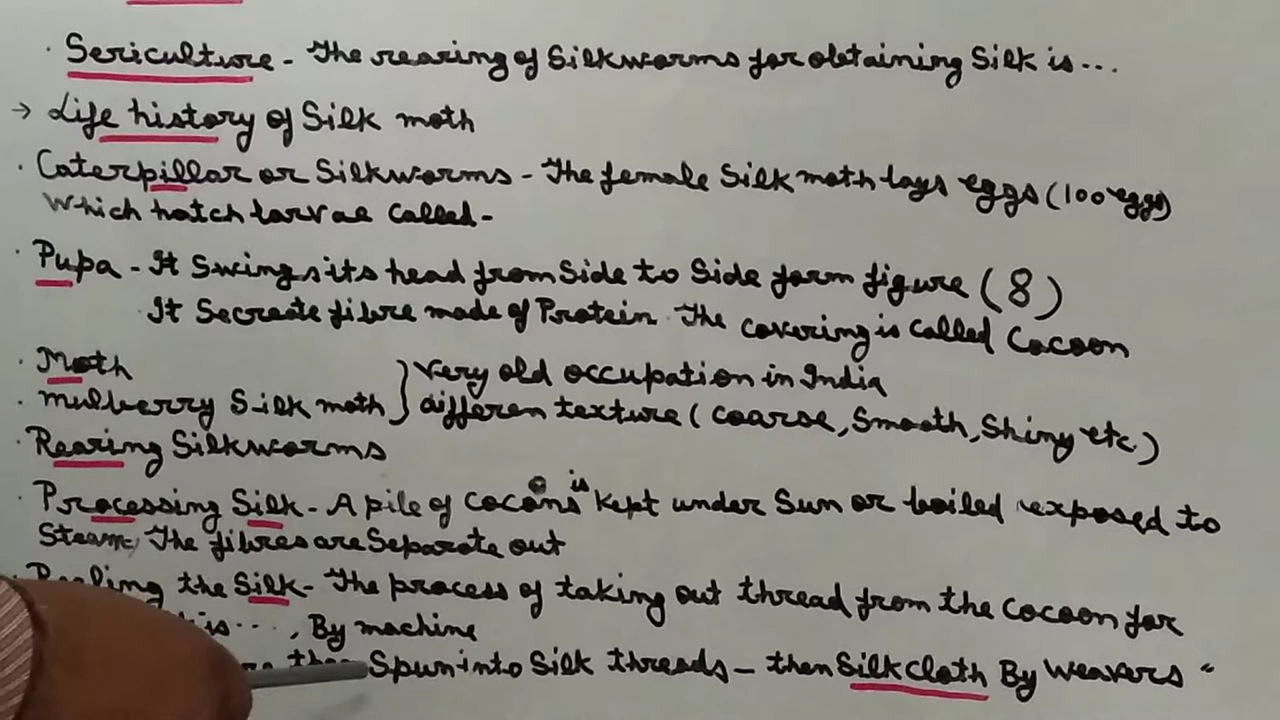 · Sericulture - The rearing of Silkworms for obtaining Silk is...
→ Life history of Silk moth
· Caterpillar or Silkworms - The female Silk moth lays eggs (100 eggs)
Which hatch larvae called -
· Pupa - It Swings its head from Side to Side form figure (8)
It Secreate fibre made of Protein. The covering is called Cocoon
· Moth } Very old occupation in India
· mulberry Silk moth } differen texture (coarse, Smooth, Shiny etc)
· Rearing Silkworms
· Processing Silk - A pile of cocoons is kept under Sun or boiled exposed to
Steam. The fibres are Separate out
· Reeling the Silk - The process of taking out thread from the Cocoon for
is ..., By machine
then Spun into Silk threads - then Silk cloth By Weavers "